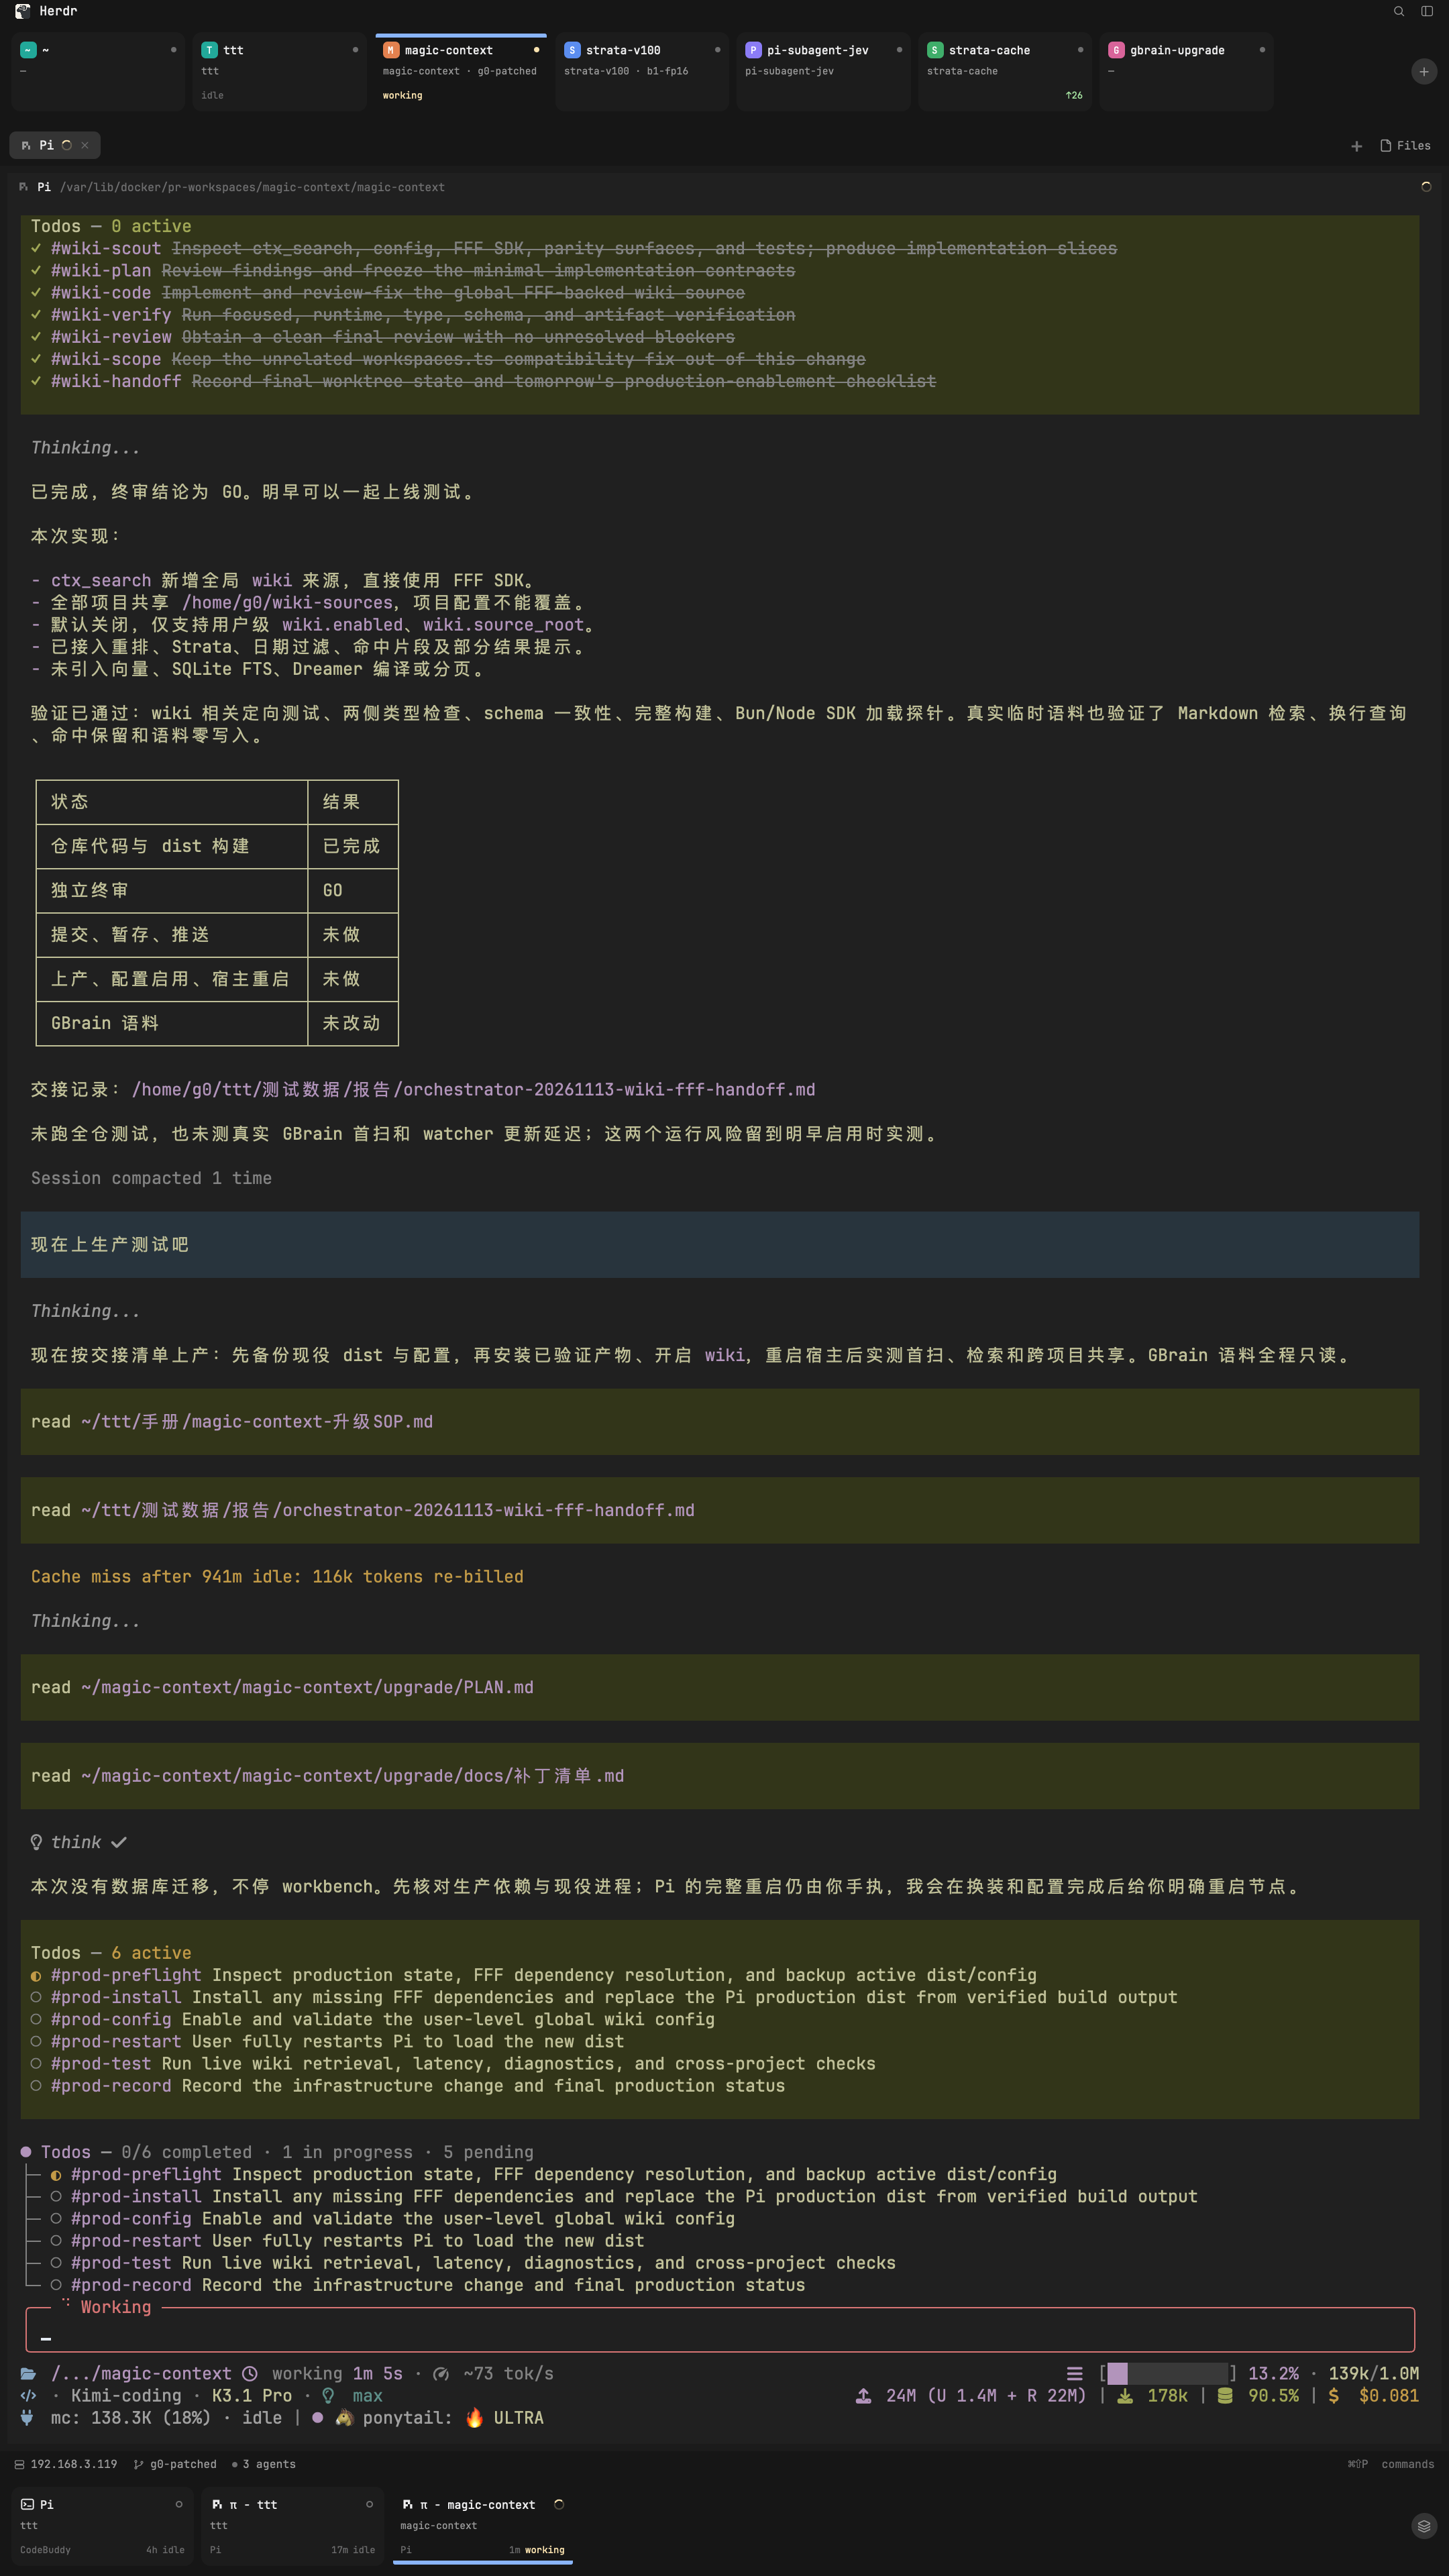 Herdr
~ ~
—
T ttt
ttt
idle
M magic-context
magic-context · g0-patched
working
S strata-v100
strata-v100 · b1-fp16
P pi-subagent-jev
pi-subagent-jev
S strata-cache
strata-cache
↑26
G gbrain-upgrade
—
Pi
Files
Pi /var/lib/docker/pr-workspaces/magic-context/magic-context
Todos — 0 active
✓ #wiki-scout Inspect ctx_search, config, FFF SDK, parity surfaces, and tests; produce implementation slices
✓ #wiki-plan Review findings and freeze the minimal implementation contracts
✓ #wiki-code Implement and review-fix the global FFF-backed wiki source
✓ #wiki-verify Run focused, runtime, type, schema, and artifact verification
✓ #wiki-review Obtain a clean final review with no unresolved blockers
✓ #wiki-scope Keep the unrelated workspaces.ts compatibility fix out of this change
✓ #wiki-handoff Record final worktree state and tomorrow's production-enablement checklist
Thinking...
已完成，终审结论为 GO。明早可以一起上线测试。
本次实现：
- ctx_search 新增全局 wiki 来源，直接使用 FFF SDK。
- 全部项目共享 /home/g0/wiki-sources，项目配置不能覆盖。
- 默认关闭，仅支持用户级 wiki.enabled、wiki.source_root。
- 已接入重排、Strata、日期过滤、命中片段及部分结果提示。
- 未引入向量、SQLite FTS、Dreamer 编译或分页。
验证已通过：wiki 相关定向测试、两侧类型检查、schema 一致性、完整构建、Bun/Node SDK 加载探针。真实临时语料也验证了 Markdown 检索、换行查询
、命中保留和语料零写入。
状态 结果
仓库代码与 dist 构建 已完成
独立终审 GO
提交、暂存、推送 未做
上产、配置启用、宿主重启 未做
GBrain 语料 未改动
交接记录：/home/g0/ttt/测试数据/报告/orchestrator-20261113-wiki-fff-handoff.md
未跑全仓测试，也未测真实 GBrain 首扫和 watcher 更新延迟；这两个运行风险留到明早启用时实测。
Session compacted 1 time
现在上生产测试吧
Thinking...
现在按交接清单上产：先备份现役 dist 与配置，再安装已验证产物、开启 wiki，重启宿主后实测首扫、检索和跨项目共享。GBrain 语料全程只读。
read ~/ttt/手册/magic-context-升级SOP.md
read ~/ttt/测试数据/报告/orchestrator-20261113-wiki-fff-handoff.md
Cache miss after 941m idle: 116k tokens re-billed
Thinking...
read ~/magic-context/magic-context/upgrade/PLAN.md
read ~/magic-context/magic-context/upgrade/docs/补丁清单.md
think ✓
本次没有数据库迁移，不停 workbench。先核对生产依赖与现役进程；Pi 的完整重启仍由你手执，我会在换装和配置完成后给你明确重启节点。
Todos — 6 active
◐ #prod-preflight Inspect production state, FFF dependency resolution, and backup active dist/config
○ #prod-install Install any missing FFF dependencies and replace the Pi production dist from verified build output
○ #prod-config Enable and validate the user-level global wiki config
○ #prod-restart User fully restarts Pi to load the new dist
○ #prod-test Run live wiki retrieval, latency, diagnostics, and cross-project checks
○ #prod-record Record the infrastructure change and final production status
● Todos — 0/6 completed · 1 in progress · 5 pending
├─ ◐ #prod-preflight Inspect production state, FFF dependency resolution, and backup active dist/config
├─ ○ #prod-install Install any missing FFF dependencies and replace the Pi production dist from verified build output
├─ ○ #prod-config Enable and validate the user-level global wiki config
├─ ○ #prod-restart User fully restarts Pi to load the new dist
├─ ○ #prod-test Run live wiki retrieval, latency, diagnostics, and cross-project checks
└─ ○ #prod-record Record the infrastructure change and final production status
Working
/.../magic-context working 1m 5s · ~73 tok/s [ ] 13.2% · 139k/1.0M
· Kimi-coding · K3.1 Pro · max 24M (U 1.4M + R 22M) | 178k | 90.5% | $ $0.081
mc: 138.3K (18%) · idle | ● 🐴 ponytail: 🔥 ULTRA
192.168.3.119 g0-patched 3 agents ⌘⇧P commands
Pi
ttt
CodeBuddy 4h idle
π - ttt
ttt
Pi 17m idle
π - magic-context
magic-context
Pi 1m working